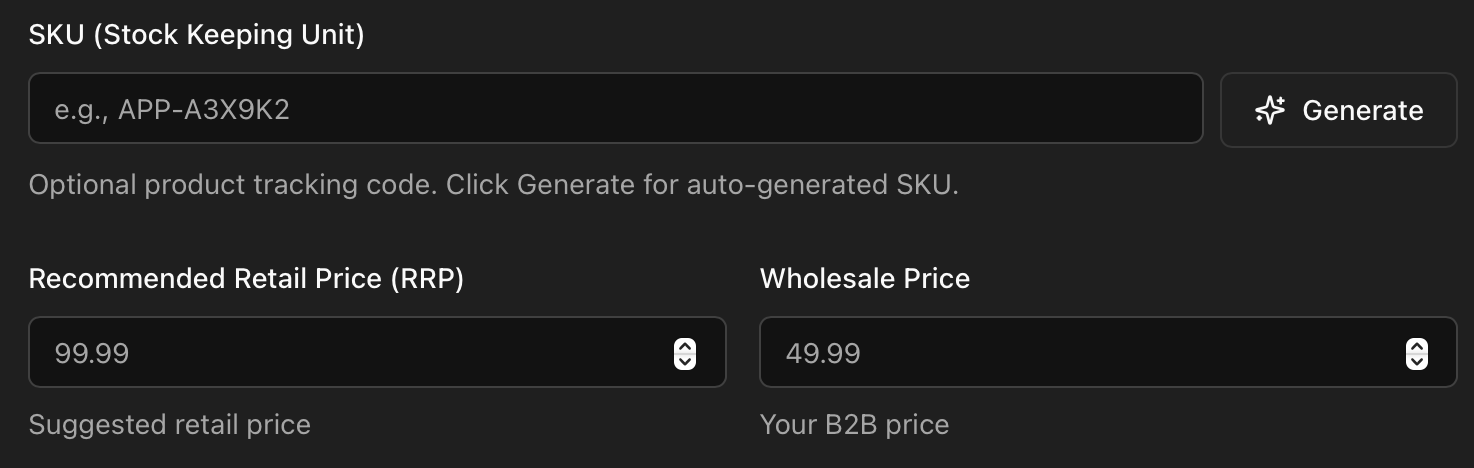 SKU (Stock Keeping Unit)
e.g., APP-A3X9K2
Generate
Optional product tracking code. Click Generate for auto-generated SKU.
Recommended Retail Price (RRP)
Wholesale Price
99.99
49.99
Suggested retail price
Your B2B price